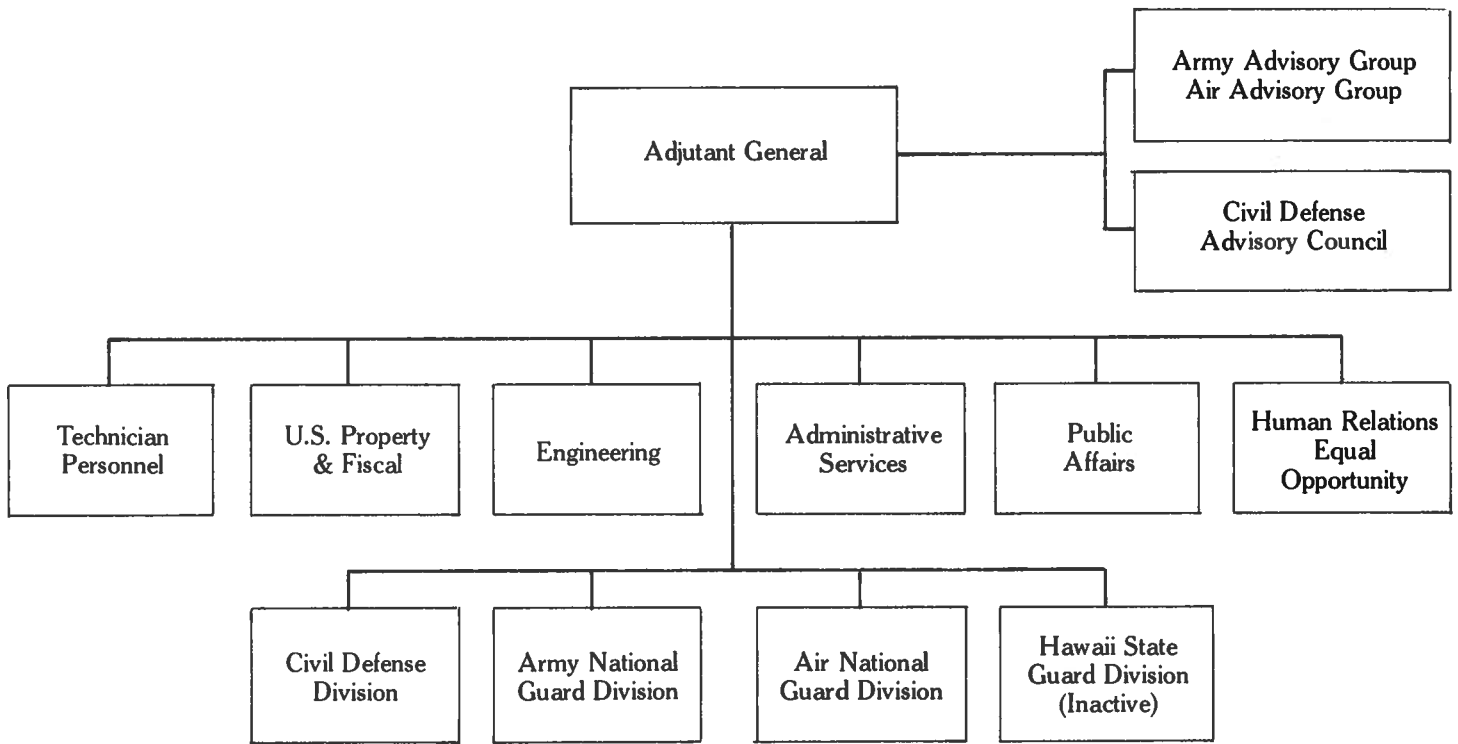 Army Advisory Group
Air Advisory Group
Adjutant General
Civil Defense
Advisory Council
Technician
Personnel
U.S. Property
& Fiscal
Engineering
Administrative
Services
Public
Affairs
Human Relations
Equal
Opportunity
Civil Defense
Division
Army National
Guard Division
Air National
Guard Division
Hawaii State
Guard Division
(Inactive)